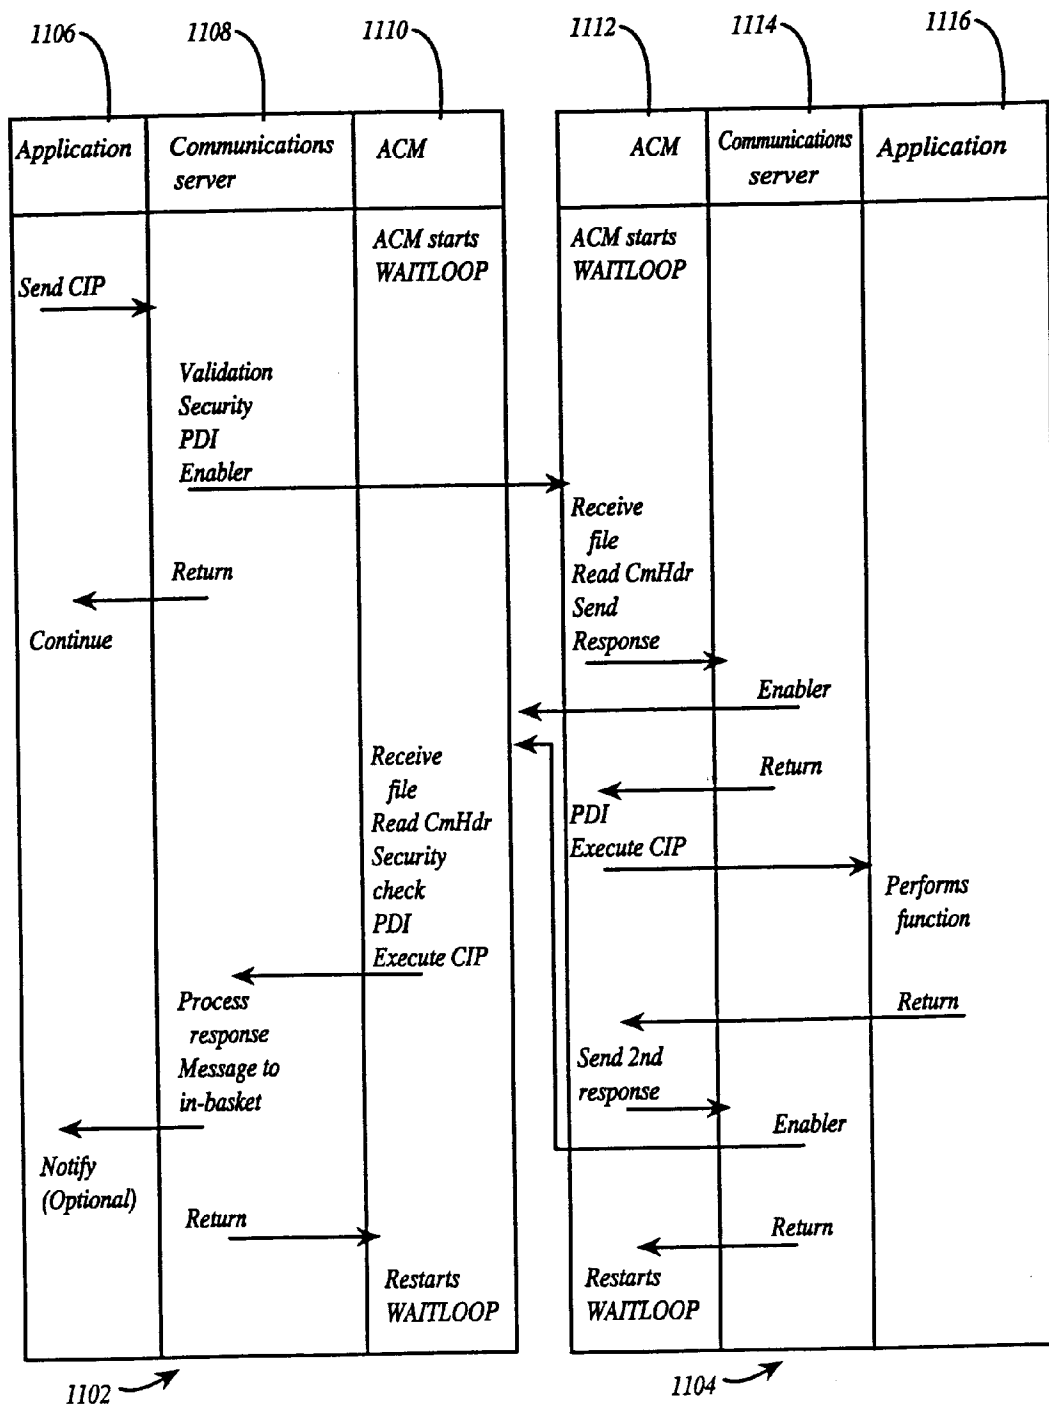 1106
1108
1110
1112
1114
1116
Application
Communications
server
ACM
ACM
Communications
server
Application
ACM starts
WAITLOOP
ACM starts
WAITLOOP
Send CIP
Validation
Security
PDI
Enabler
Receive
file
Read CmHdr
Send
Response
Return
Continue
Enabler
Receive
file
Read CmHdr
Security
check
PDI
Execute CIP
Return
PDI
Execute CIP
Performs
function
Process
response
Message to
in-basket
Return
Send 2nd
response
Enabler
Notify
(Optional)
Return
Return
Restarts
WAITLOOP
Restarts
WAITLOOP
1102
1104